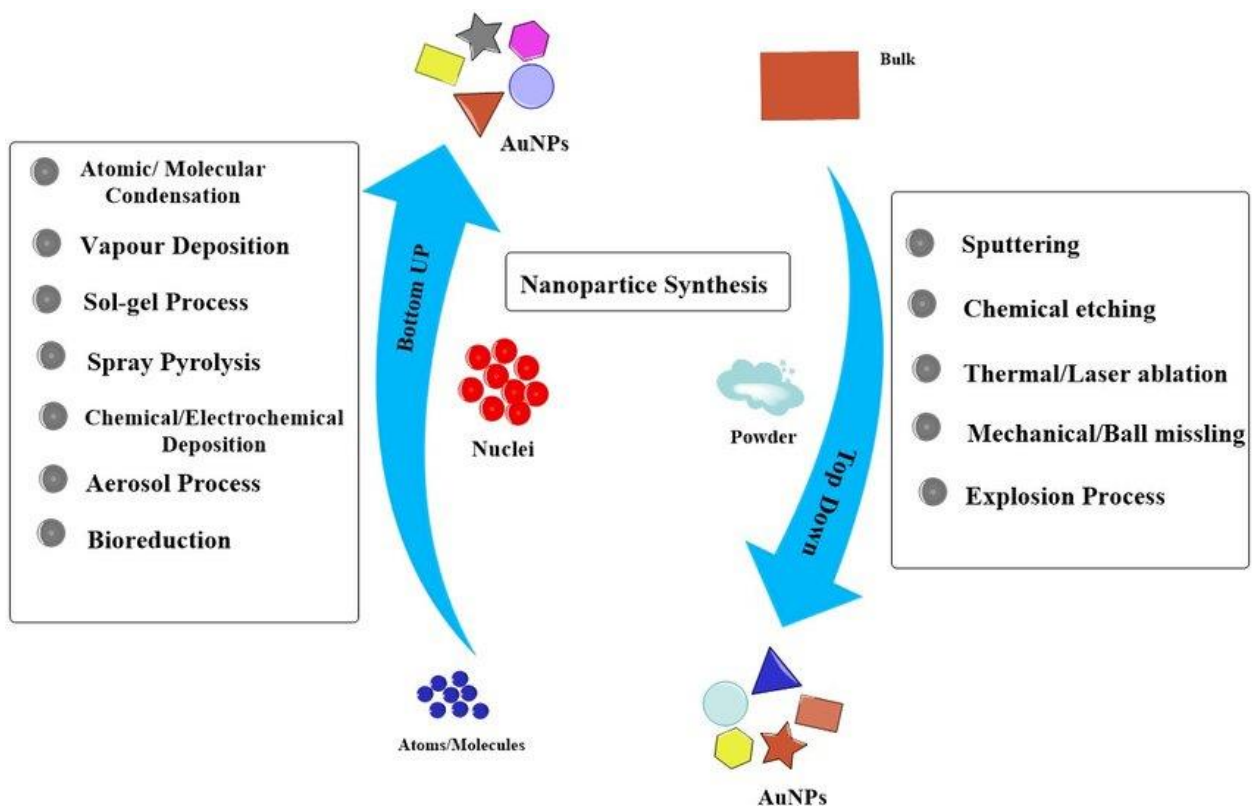 AuNPs
Bulk
Atomic/ Molecular
Condensation
Vapour Deposition
Sol-gel Process
Spray Pyrolysis
Chemical/Electrochemical
Deposition
Aerosol Process
Bioreduction
Bottom UP
Nanopartice Synthesis
Nuclei
Powder
Top Down
Sputtering
Chemical etching
Thermal/Laser ablation
Mechanical/Ball missling
Explosion Process
Atoms/Molecules
AuNPs